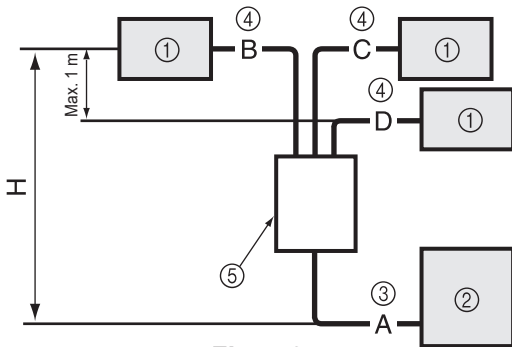 ④ ④
① B C ①
④
Max. 1 m
D ①
H
⑤
③
②
A